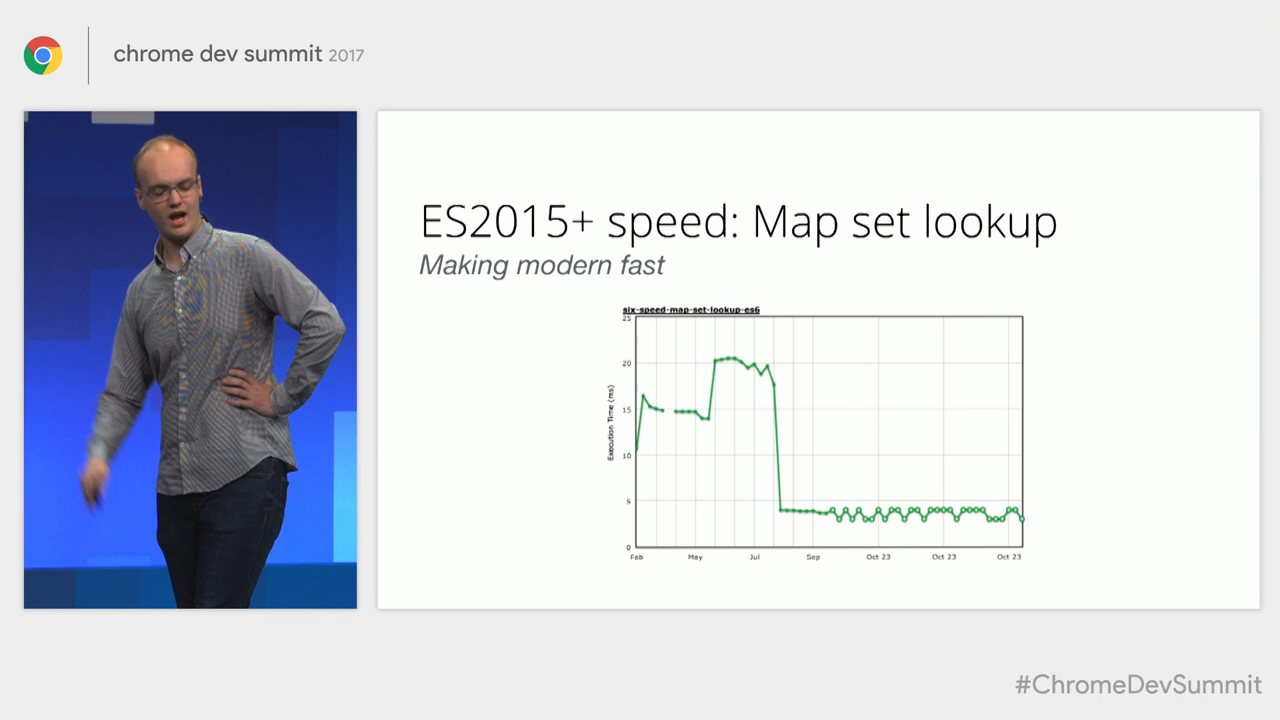 chrome dev summit 2017
ES2015+ speed: Map set lookup
Making modern fast
six-speed-map-set-lookup-es6
25
20
15
10
5
0
Execution Time (ms)
Feb May Jul Sep Oct 23 Oct 23 Oct 23
#ChromeDevSummit